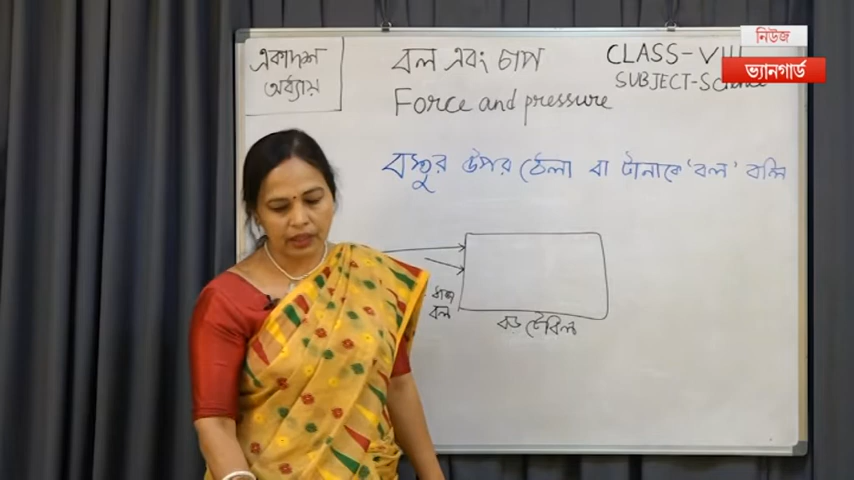 একাদশ
অধ্যায়
বল এবং চাপ
Force and pressure
CLASS-VIII
SUBJECT-Science
নিউজ
ভ্যানগার্ড
বস্তুর উপর ঠেলা বা টানাকে 'বল' বলি
বল
বড় টেবিল